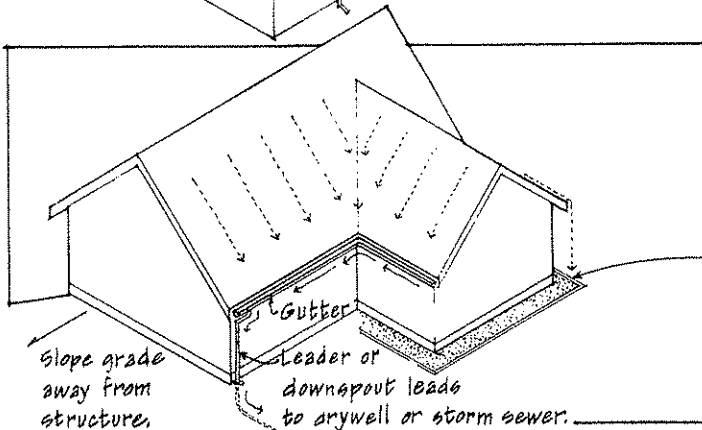 Gutter
Slope grade
away from
structure.
Leader or
downspout leads
to drywell or storm sewer.